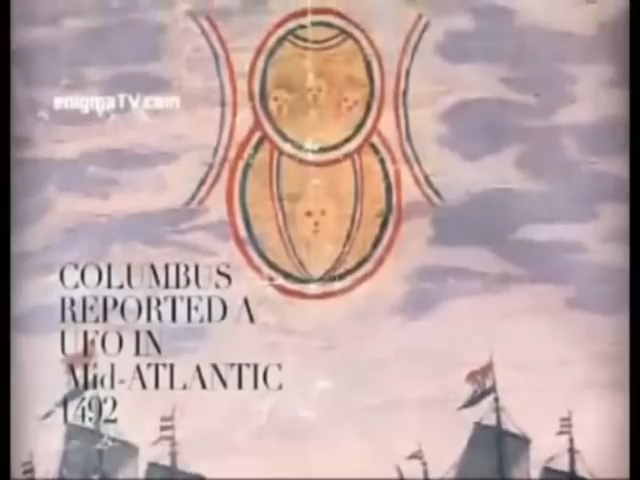 enigmaTV.com
COLUMBUS
REPORTED A
UFO IN
Mid-ATLANTIC
1492